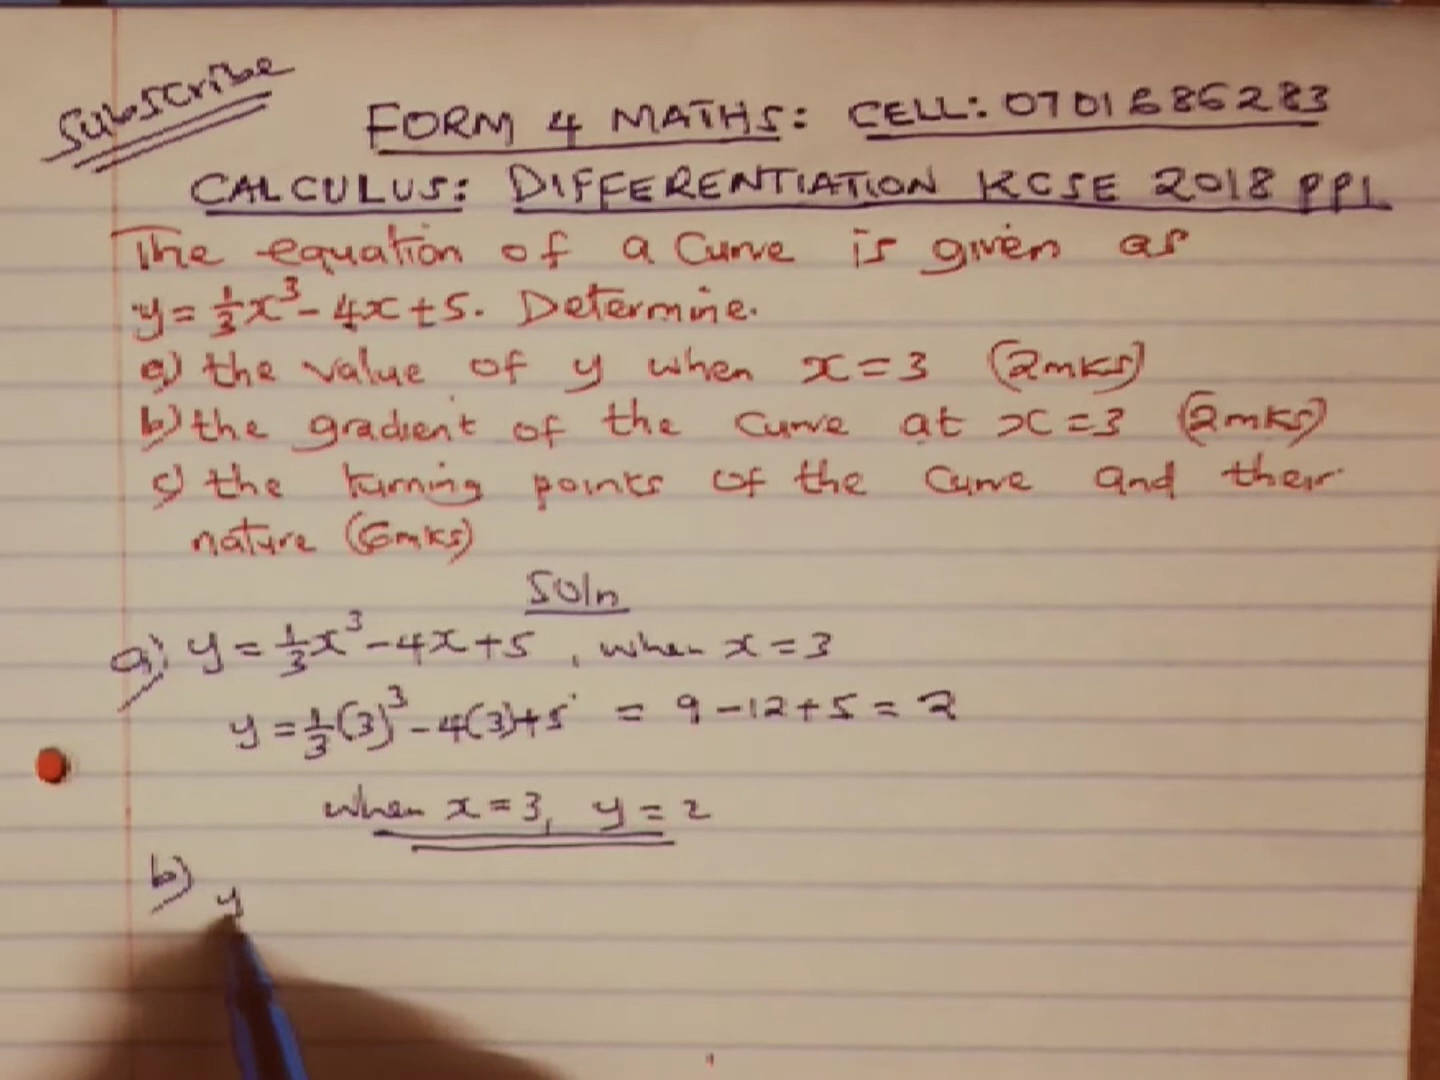 Subscribe
FORM 4 MATHS: CELL: 0701686283
CALCULUS: DIFFERENTIATION KCSE 2018 PP1
The equation of a curve is given as
y = 1/3x³ - 4x + 5. Determine.
a) the value of y when x = 3 (2mks)
b) the gradient of the curve at x = 3 (2mks)
c) the turning points of the curve and their
nature (6mks)
Soln
a) y = 1/3x³ - 4x + 5, when x = 3
y = 1/3(3)³ - 4(3) + 5 = 9 - 12 + 5 = 2
when x = 3, y = 2
b) y